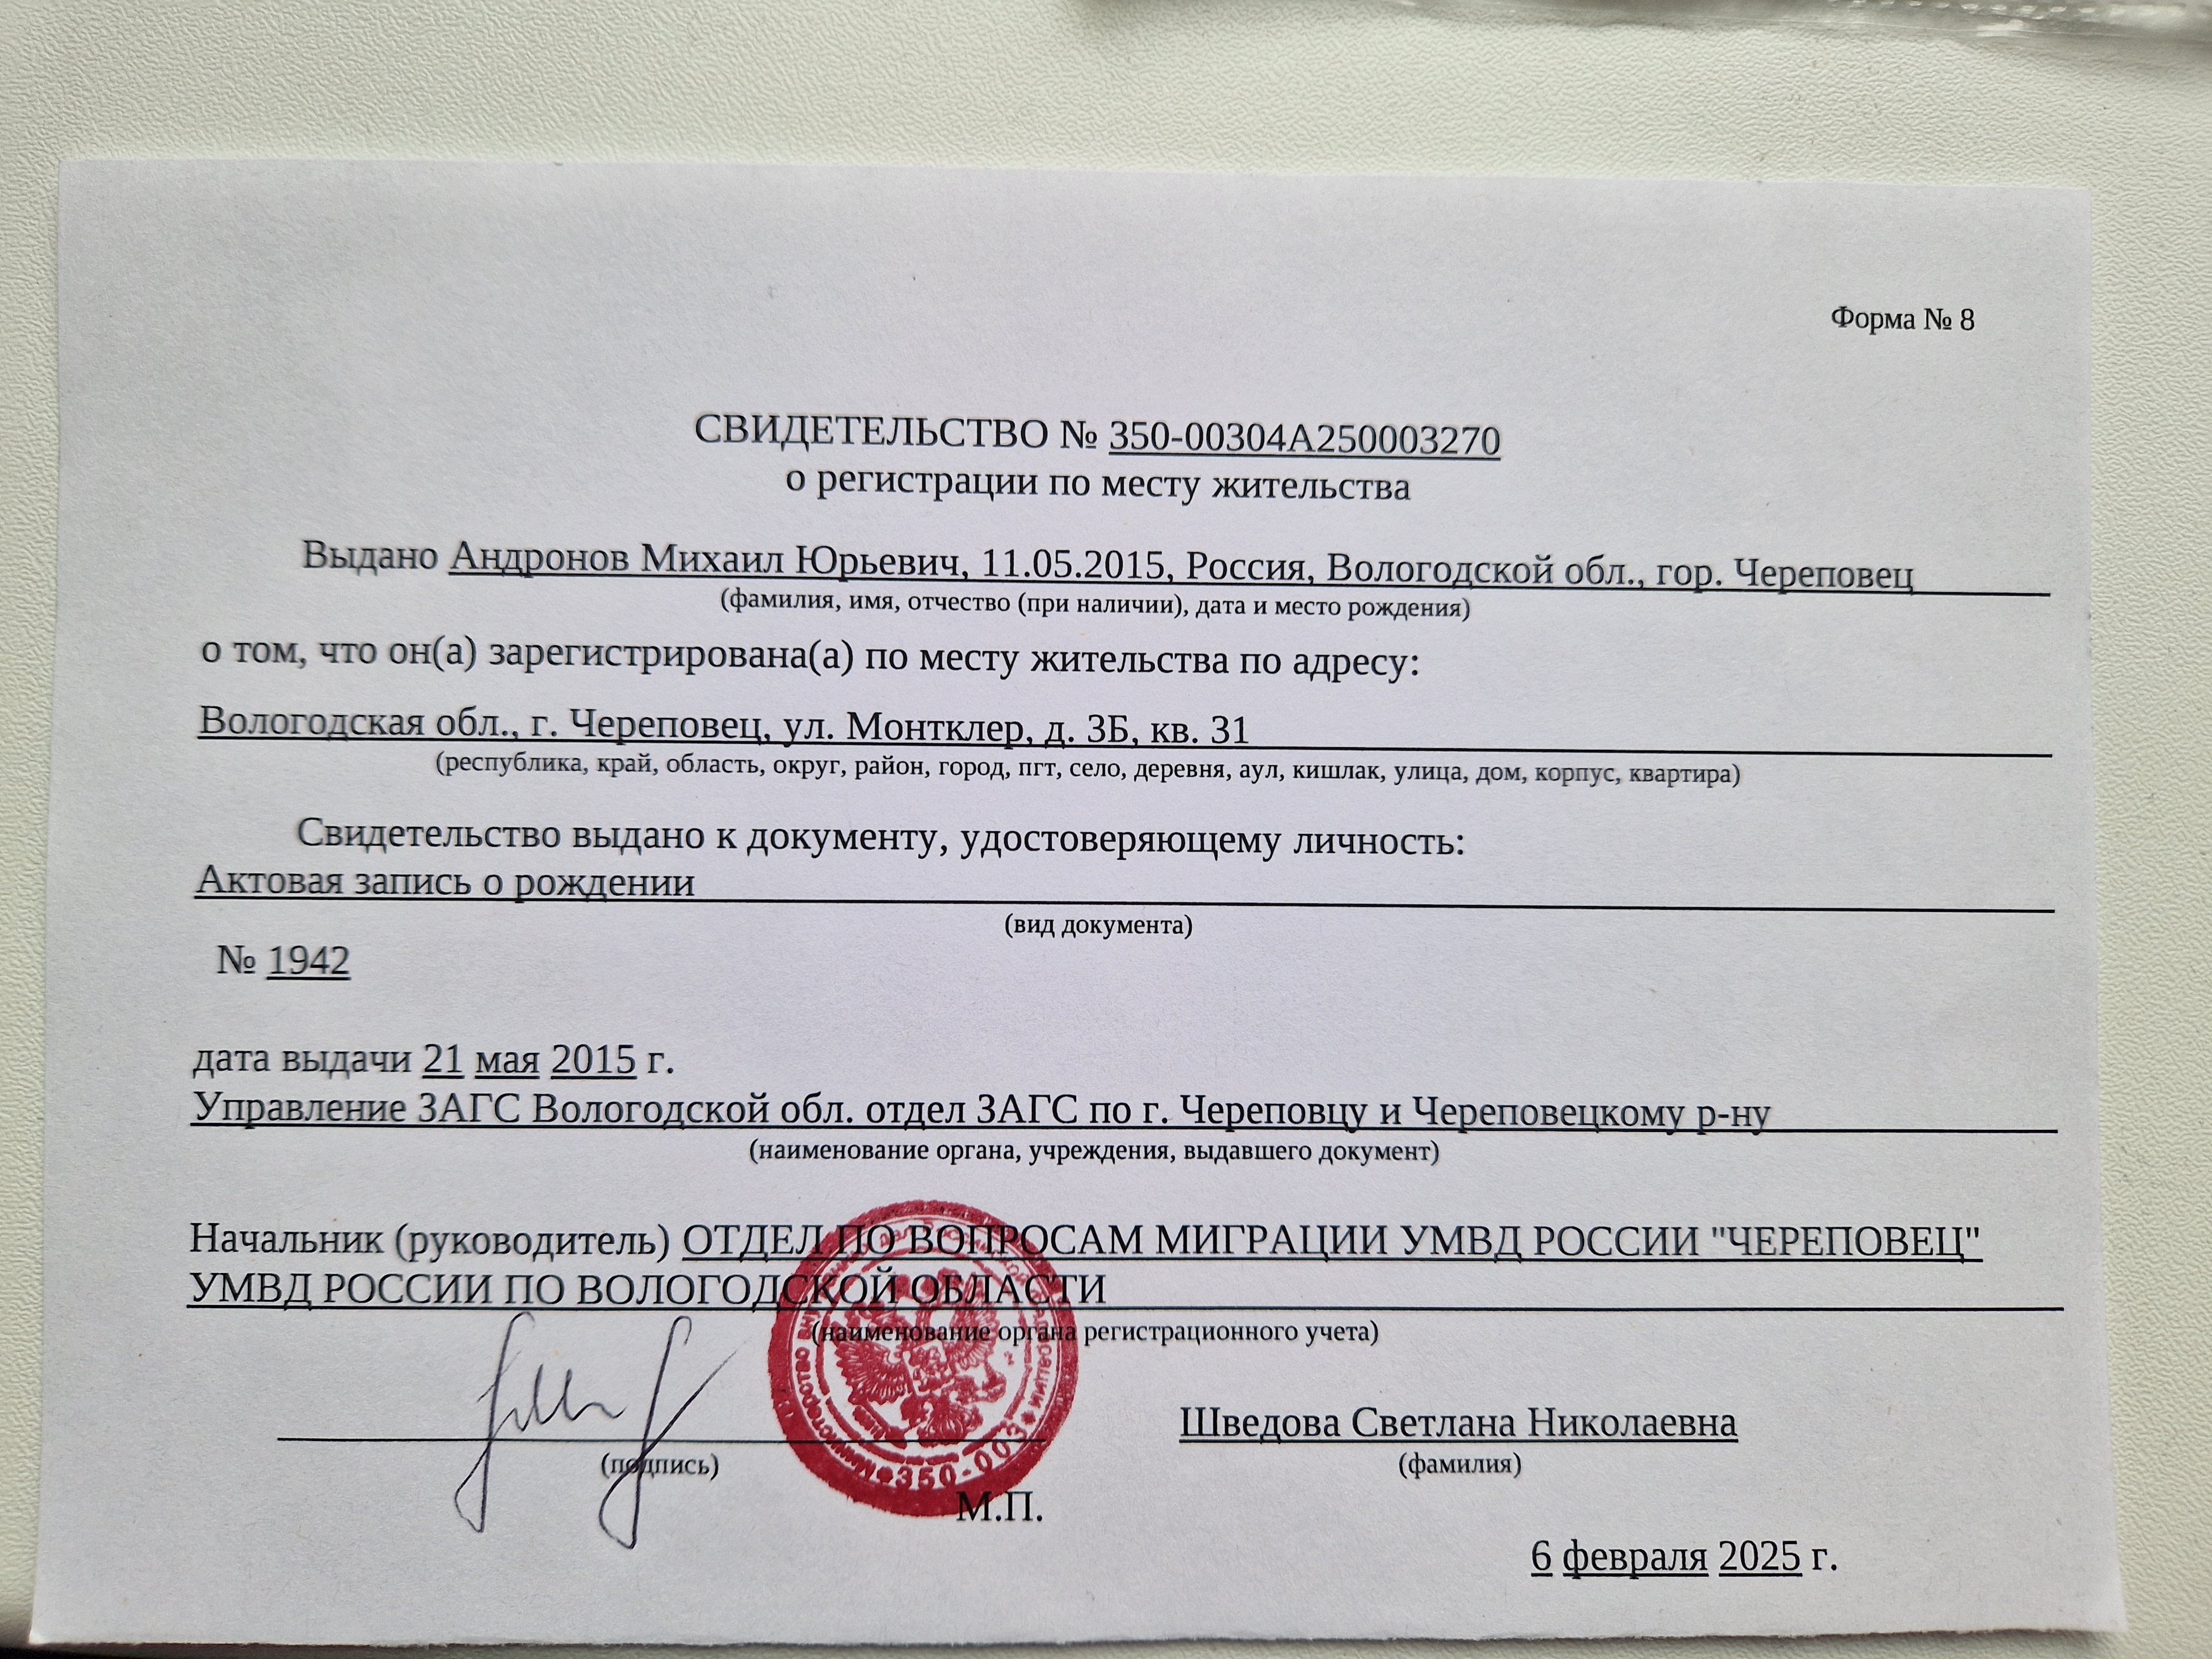 Форма № 8
СВИДЕТЕЛЬСТВО № 350-00304А250003270
о регистрации по месту жительства
Выдано Андронов Михаил Юрьевич, 11.05.2015, Россия, Вологодской обл., гор. Череповец
(фамилия, имя, отчество (при наличии), дата и место рождения)
о том, что он(а) зарегистрирована(а) по месту жительства по адресу:
Вологодская обл., г. Череповец, ул. Монтклер, д. 3Б, кв. 31
(республика, край, область, округ, район, город, пгт, село, деревня, аул, кишлак, улица, дом, корпус, квартира)
Свидетельство выдано к документу, удостоверяющему личность:
Актовая запись о рождении
(вид документа)
№ 1942
дата выдачи 21 мая 2015 г.
Управление ЗАГС Вологодской обл. отдел ЗАГС по г. Череповцу и Череповецкому р-ну
(наименование органа, учреждения, выдавшего документ)
Начальник (руководитель) ОТДЕЛ ПО ВОПРОСАМ МИГРАЦИИ УМВД РОССИИ "ЧЕРЕПОВЕЦ"
УМВД РОССИИ ПО ВОЛОГОДСКОЙ ОБЛАСТИ
(наименование органа регистрационного учета)
Шведова Светлана Николаевна
(подпись) (фамилия)
350-003
М.П.
6 февраля 2025 г.